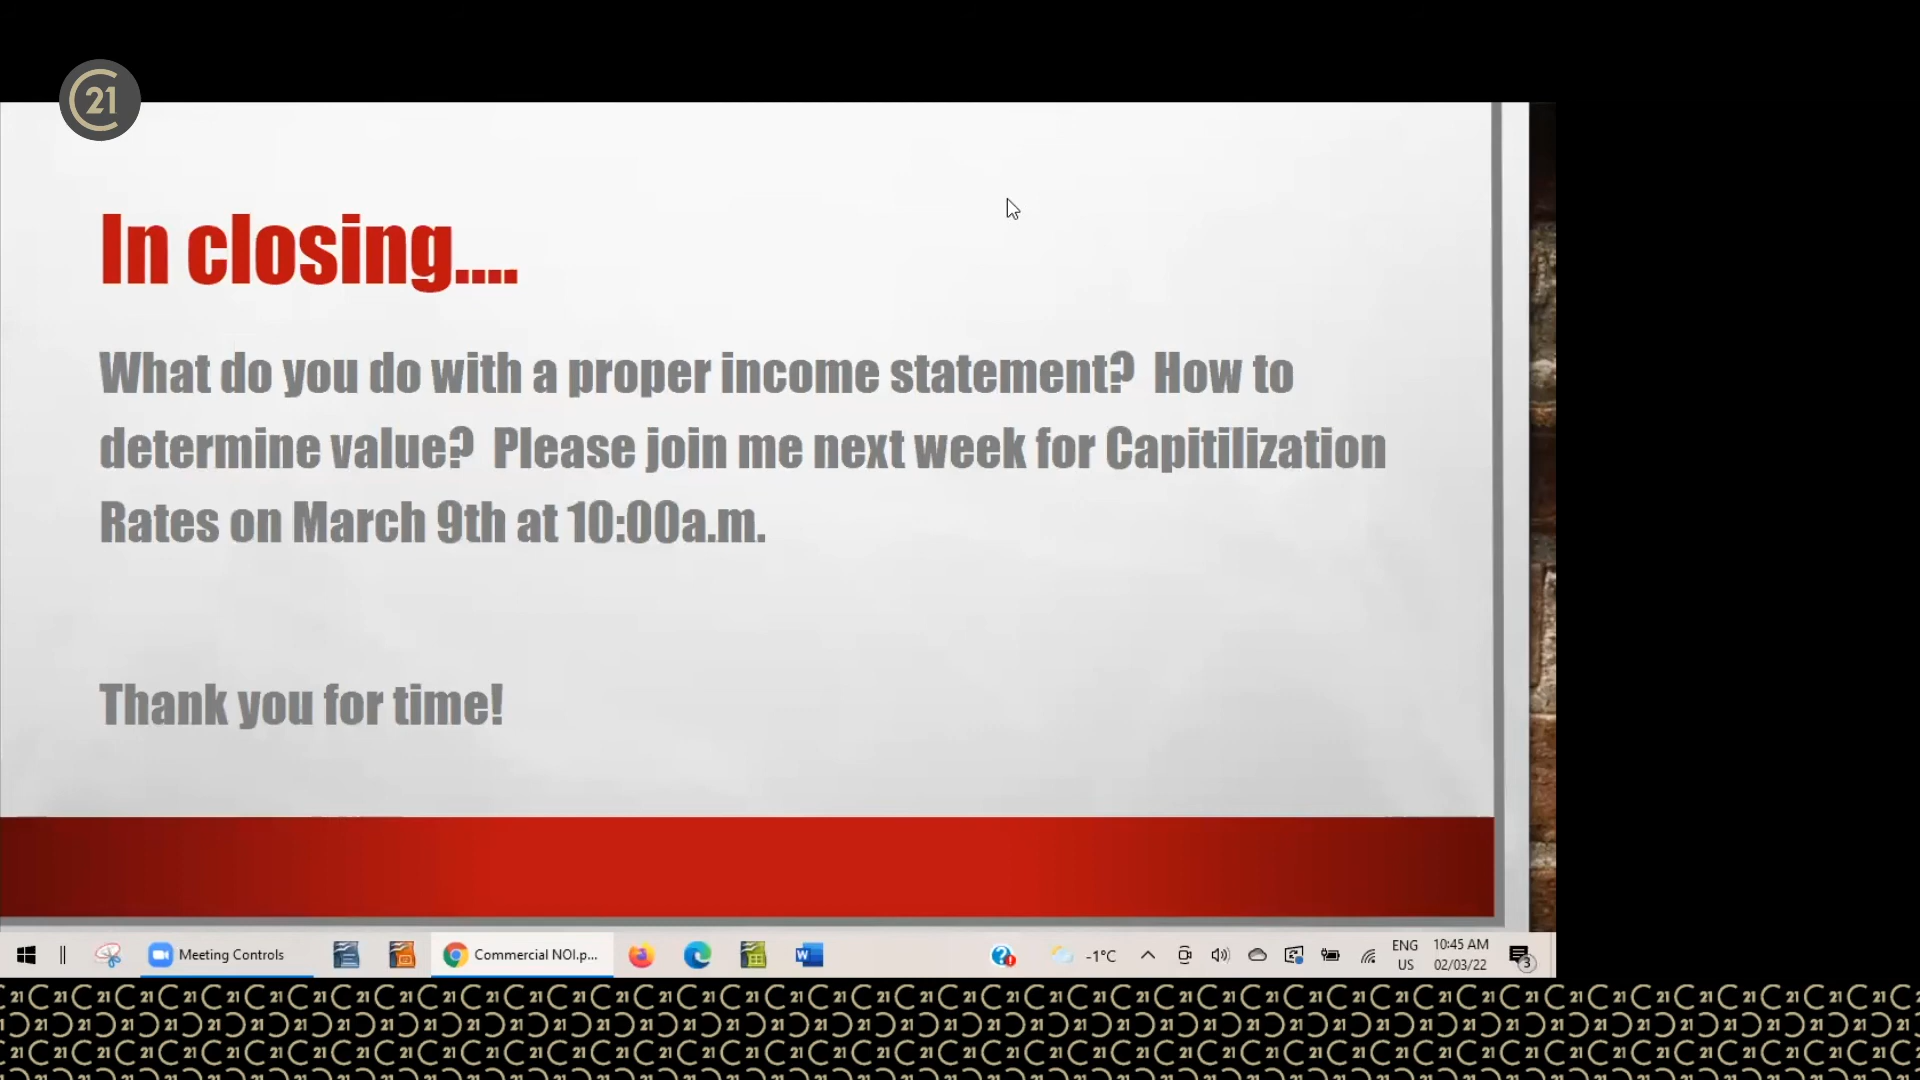 21
In closing....
What do you do with a proper income statement?  How to
determine value?  Please join me next week for Capitilization
Rates on March 9th at 10:00a.m.
Thank you for time!
Meeting Controls
Commercial NOI.p...
W
-1°C
ENG
US
10:45 AM
02/03/22
3